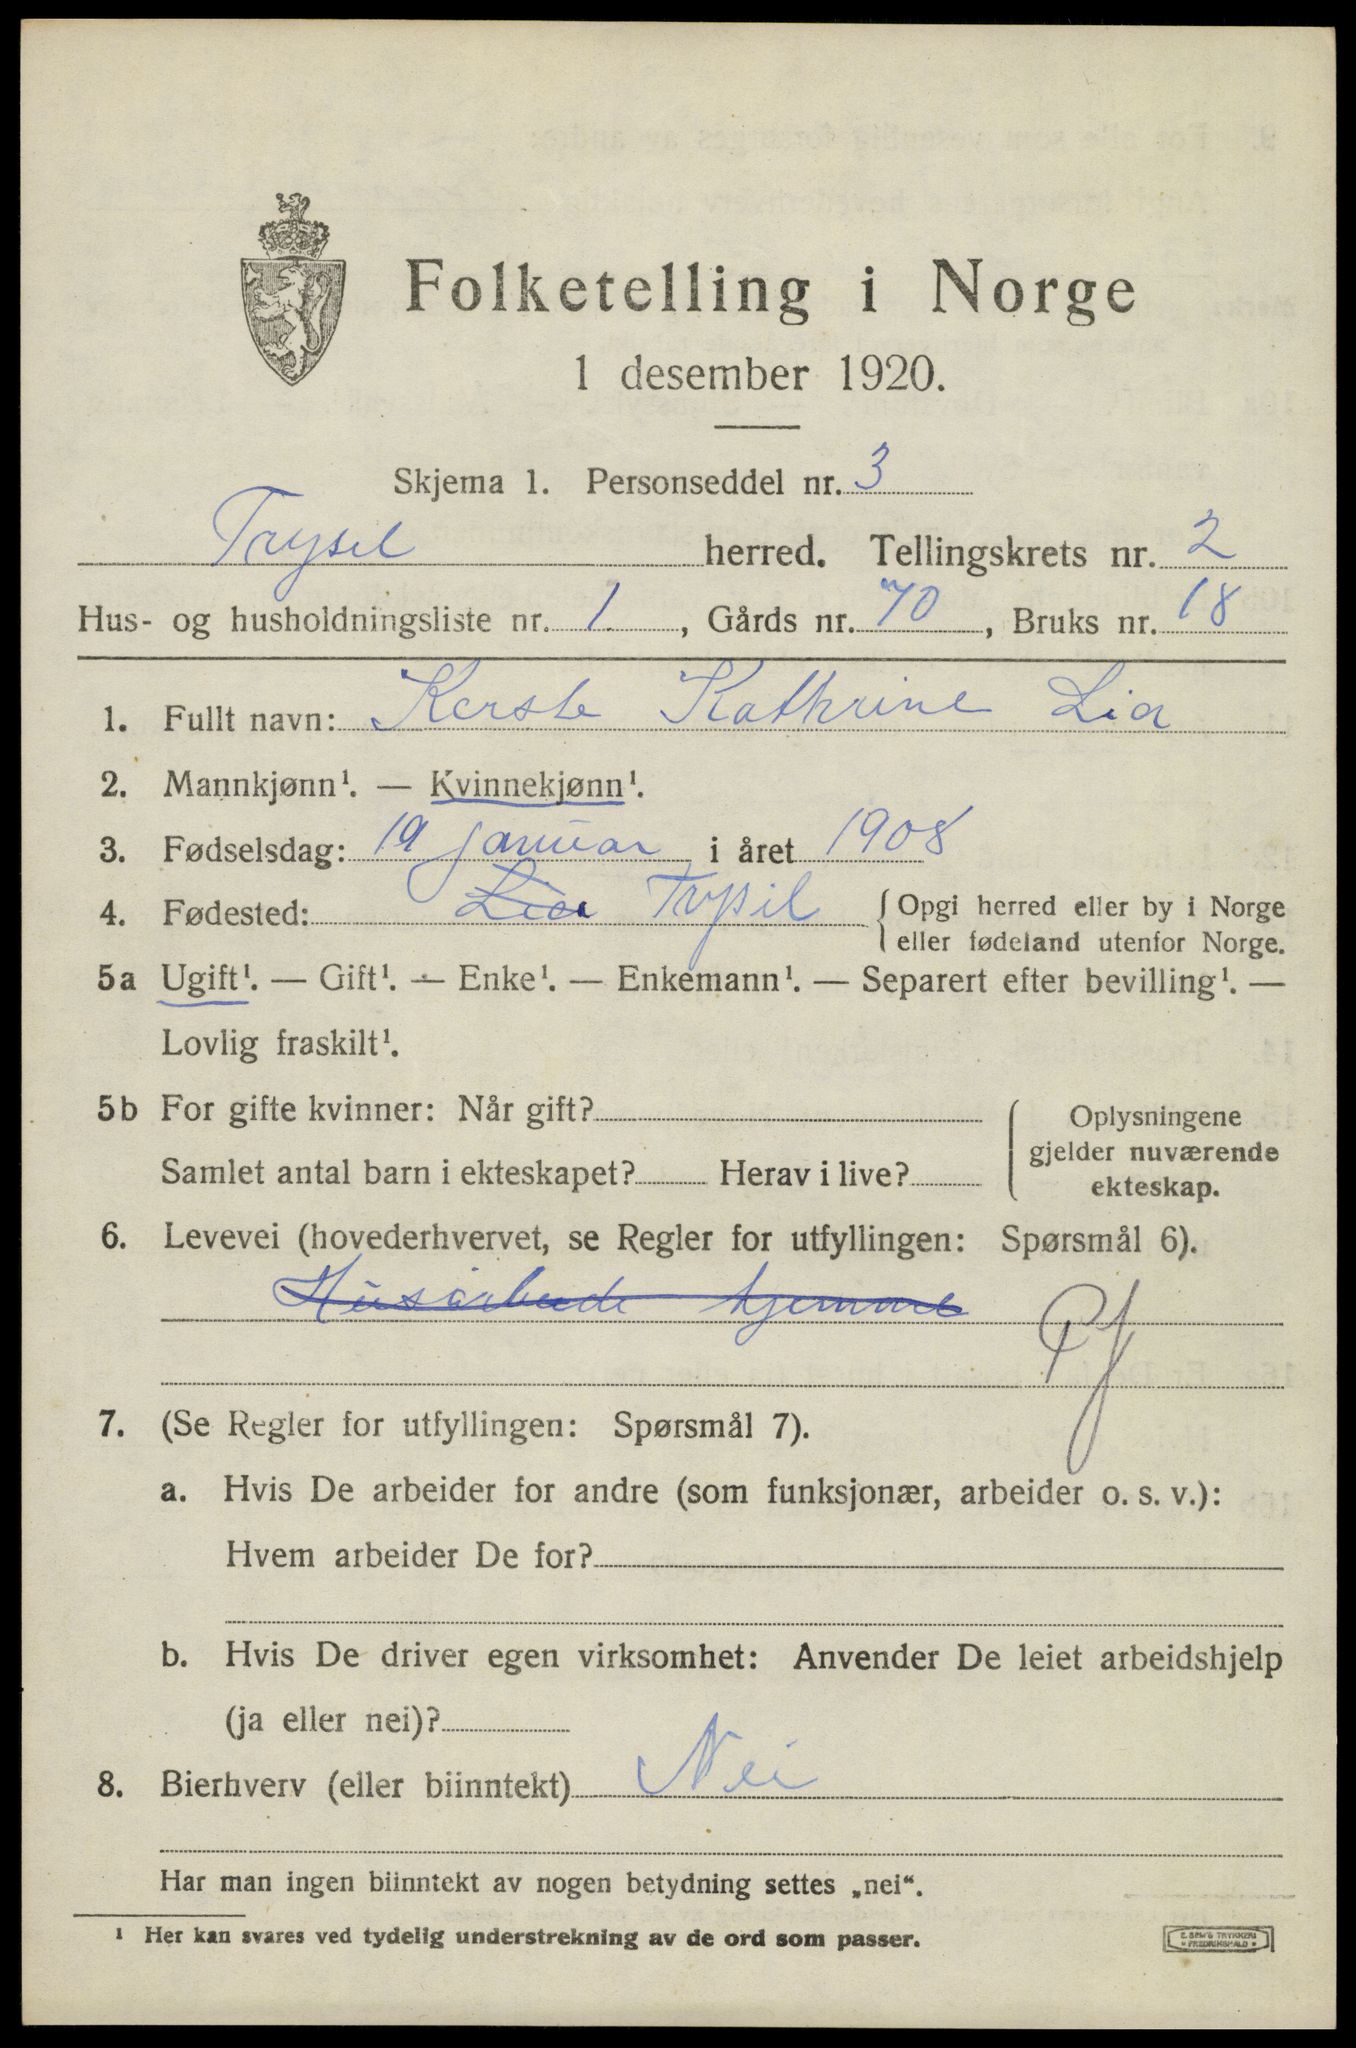 Folketelling i Norge
1 desember 1920.
Skjema 1. Personseddel nr. 3
Trysil herred. Tellingskrets nr. 2
Hus- og husholdningsliste nr. 1, Gårds nr. 70, Bruks nr. 18
1. Fullt navn: Kerste Kathrine Lia
2. Mannkjønn¹. — Kvinnekjønn¹.
3. Fødselsdag: 19 januar i året 1908
4. Fødested: Lia Trysil { Opgi herred eller by i Norge
eller fødeland utenfor Norge.
5a Ugift¹. — Gift¹. — Enke¹. — Enkemann¹. — Separert efter bevilling¹. —
Lovlig fraskilt¹.
5b For gifte kvinner: Når gift? Oplysningene
gjelder nuværende
Samlet antal barn i ekteskapet? Herav i live?
ekteskap.
6. Levevei (hovederhvervet, se Regler for utfyllingen: Spørsmål 6).
Husarbeide hjemme
Pf
7. (Se Regler for utfyllingen: Spørsmål 7).
a. Hvis De arbeider for andre (som funksjonær, arbeider o. s. v.):
Hvem arbeider De for?
b. Hvis De driver egen virksomhet: Anvender De leiet arbeidshjelp
(ja eller nei)?
8. Bierhverv (eller biinntekt) Nei
Har man ingen biinntekt av nogen betydning settes „nei".
¹ Her kan svares ved tydelig understrekning av de ord som passer.
E. SEM'S TRYKKERI
FREDRIKSHALD